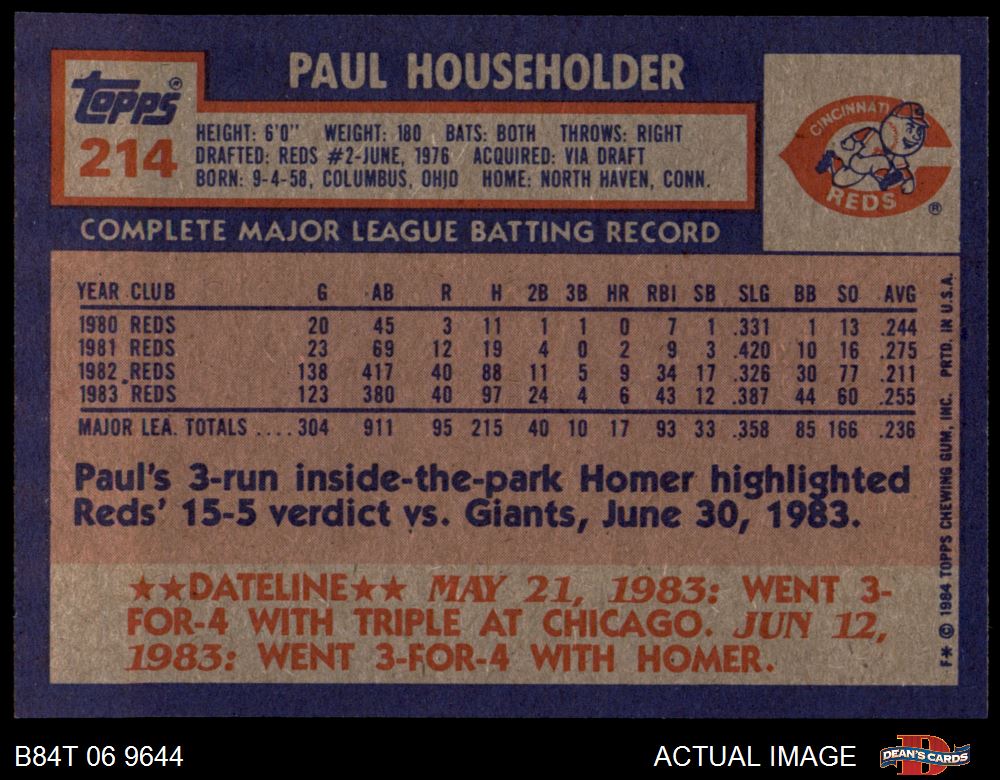 PAUL HOUSEHOLDER
Topps®
214
HEIGHT: 6'0" WEIGHT: 180 BATS: BOTH THROWS: RIGHT
DRAFTED: REDS #2-JUNE, 1976 ACQUIRED: VIA DRAFT
BORN: 9-4-58, COLUMBUS, OHIO HOME: NORTH HAVEN, CONN.
CINCINNATI
REDS
®
COMPLETE MAJOR LEAGUE BATTING RECORD
YEAR CLUB G AB R H 2B 3B HR RBI SB SLG BB SO AVG
1980 REDS 20 45 3 11 1 1 0 7 1 .331 1 13 .244
1981 REDS 23 69 12 19 4 0 2 9 3 .420 10 16 .275
1982 REDS 138 417 40 88 11 5 9 34 17 .326 30 77 .211
1983 REDS 123 380 40 97 24 4 6 43 12 .387 44 60 .255
MAJOR LEA. TOTALS .... 304 911 95 215 40 10 17 93 33 .358 85 166 .236
Paul's 3-run inside-the-park Homer highlighted
Reds' 15-5 verdict vs. Giants, June 30, 1983.
★★DATELINE★★ MAY 21, 1983: WENT 3-
FOR-4 WITH TRIPLE AT CHICAGO. JUN 12,
1983: WENT 3-FOR-4 WITH HOMER.
F* © 1984 TOPPS CHEWING GUM, INC. PRTD. IN U.S.A.
B84T 06 9644
ACTUAL IMAGE
DEAN'S CARDS